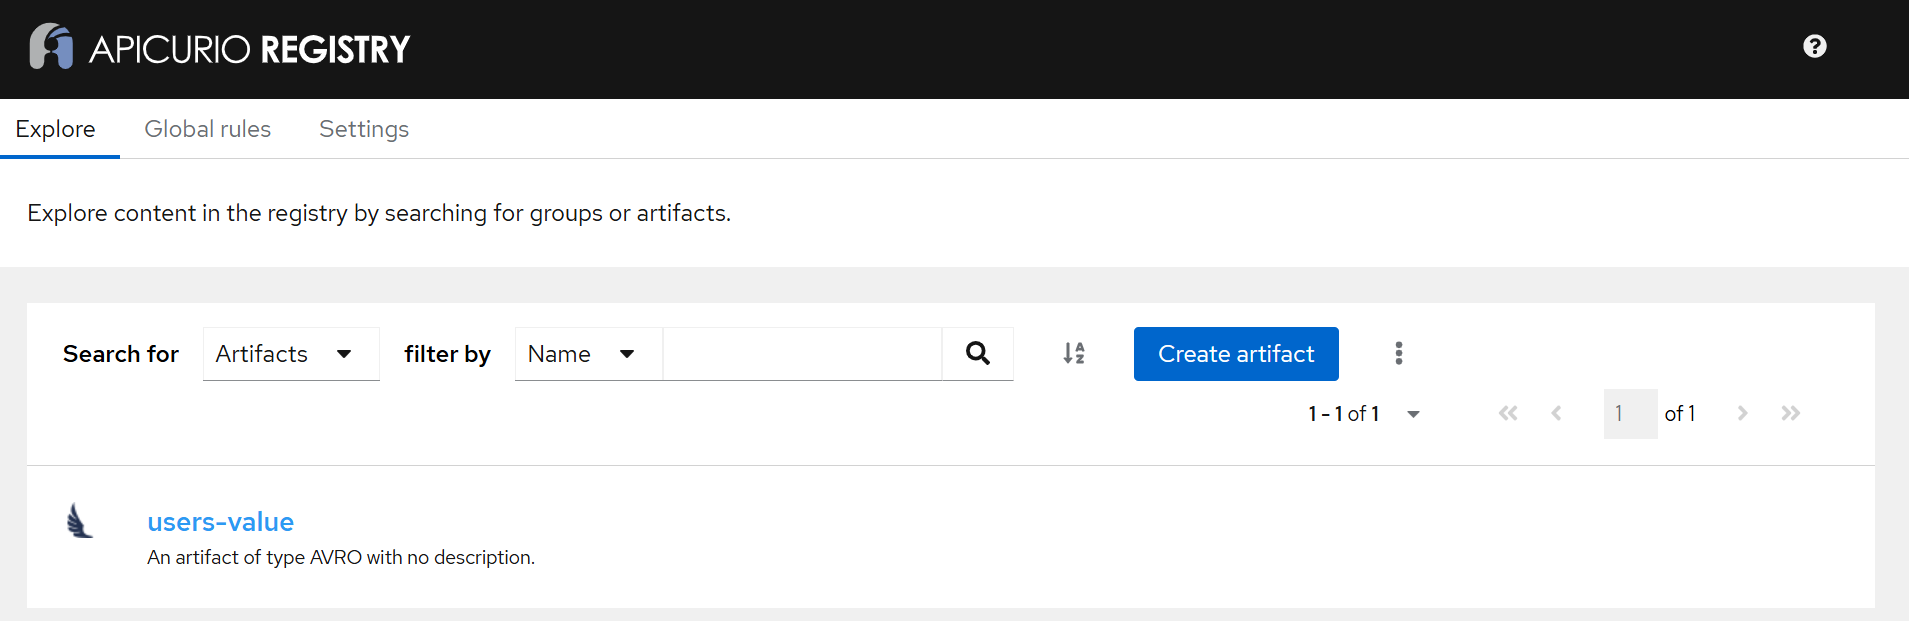 APICURIO REGISTRY
Explore Global rules Settings
Explore content in the registry by searching for groups or artifacts.
Search for Artifacts filter by Name Create artifact
1 - 1 of 1 1 of 1
users-value
An artifact of type AVRO with no description.